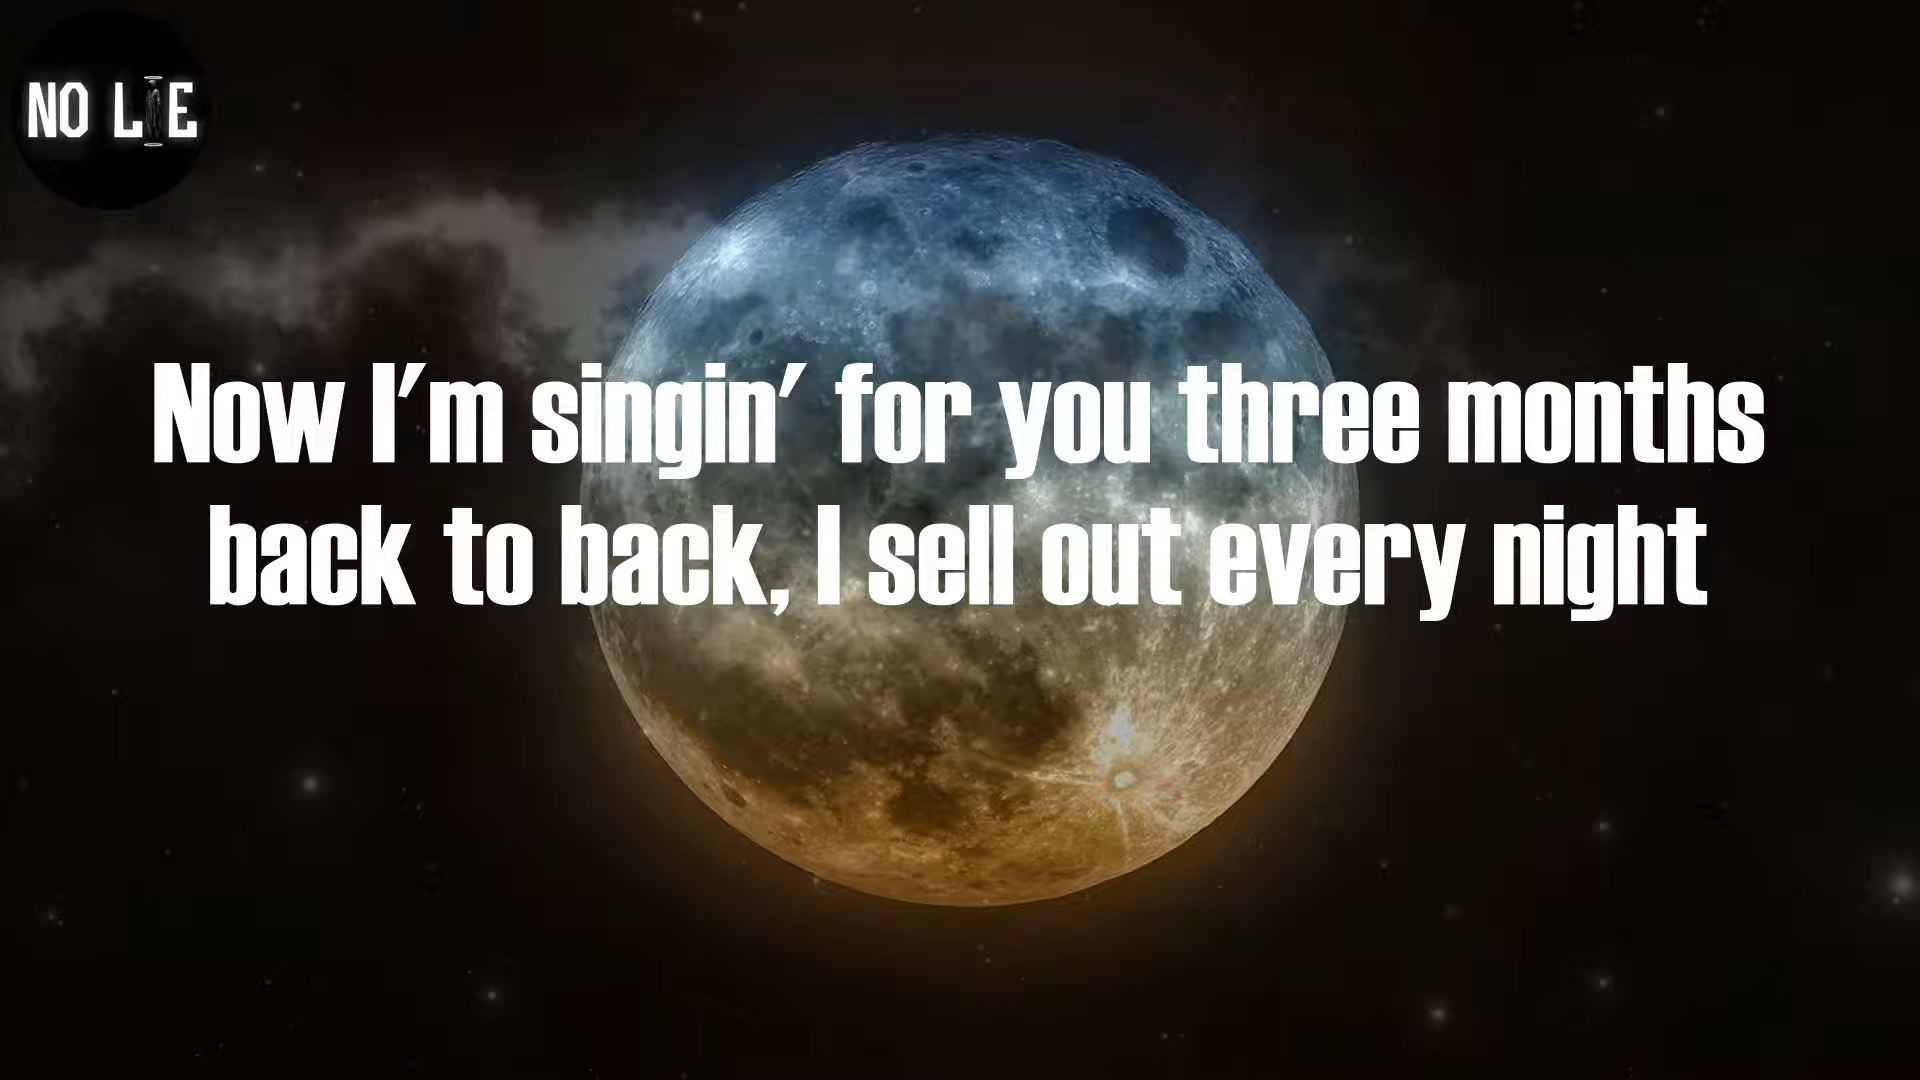 NO LIE
Now I'm singin' for you three months
back to back, I sell out every night